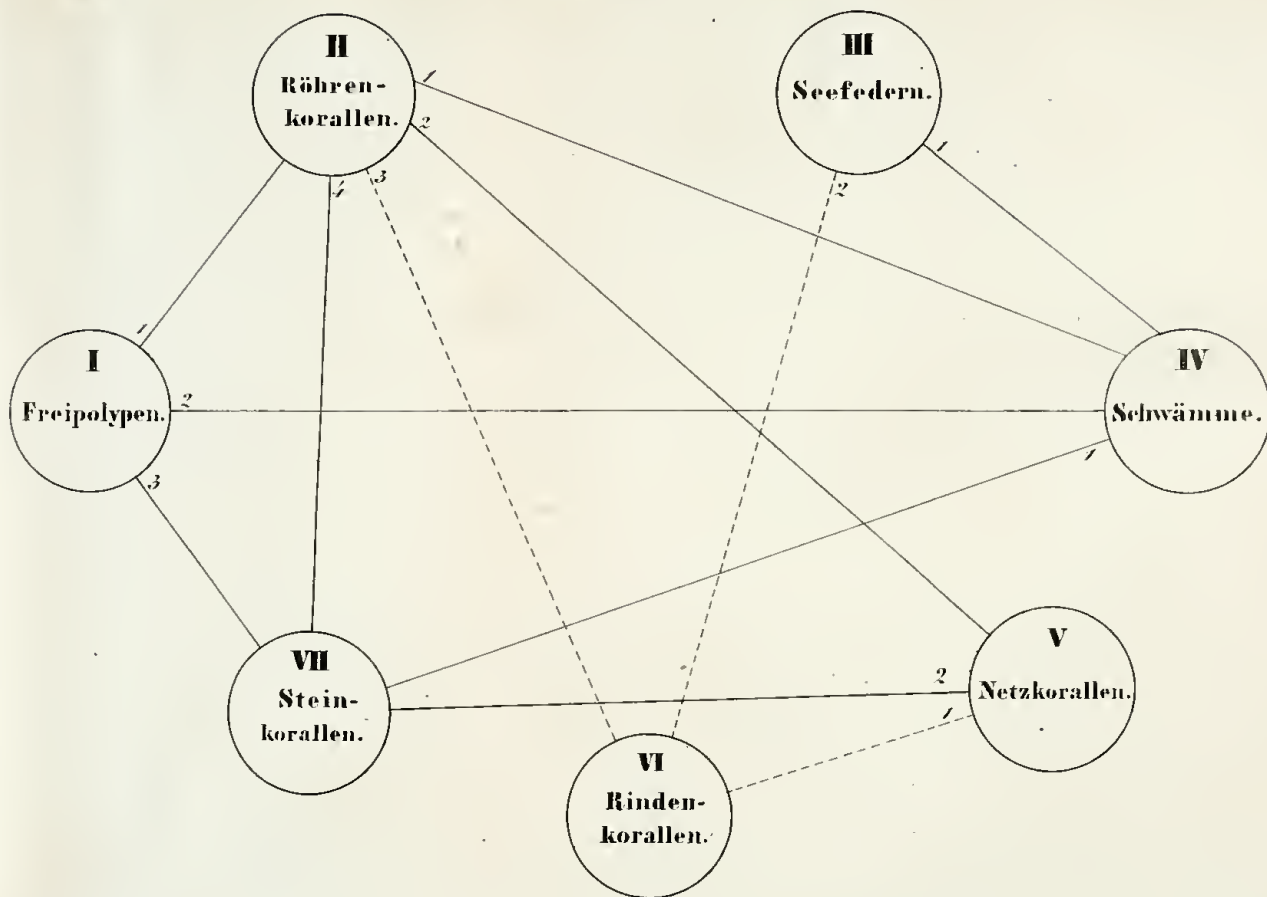 II
Röhren-
korallen.
1
2
3
4
III
Seefedern.
1
2
I
Freipolypen.
1
2
3
IV
Schwämme.
1
V
Netzkorallen.
2
1
VII
Stein-
korallen.
VI
Rinden-
korallen.